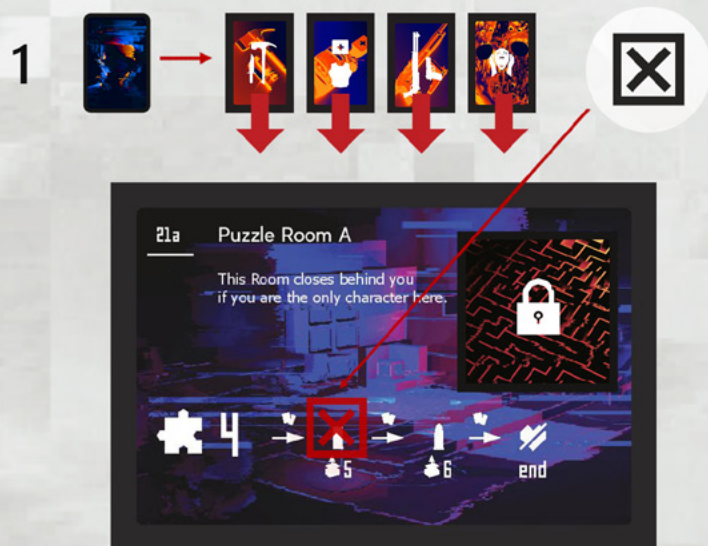 1
21a
Puzzle Room A
This Room closes behind you
if you are the only character here.
4
5
6
end